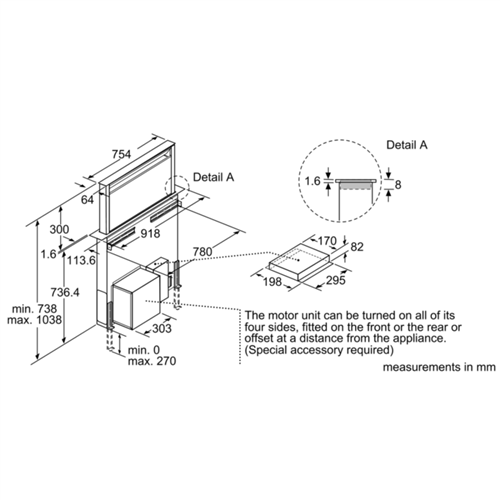 754
Detail A
Detail A
64
1.6
8
300
918
170
82
1.6
113.6
780
198
295
736.4
min. 738
max. 1038
303
min. 0
max. 270
The motor unit can be turned on all of its
four sides, fitted on the front or the rear or
offset at a distance from the appliance.
(Special accessory required)
measurements in mm